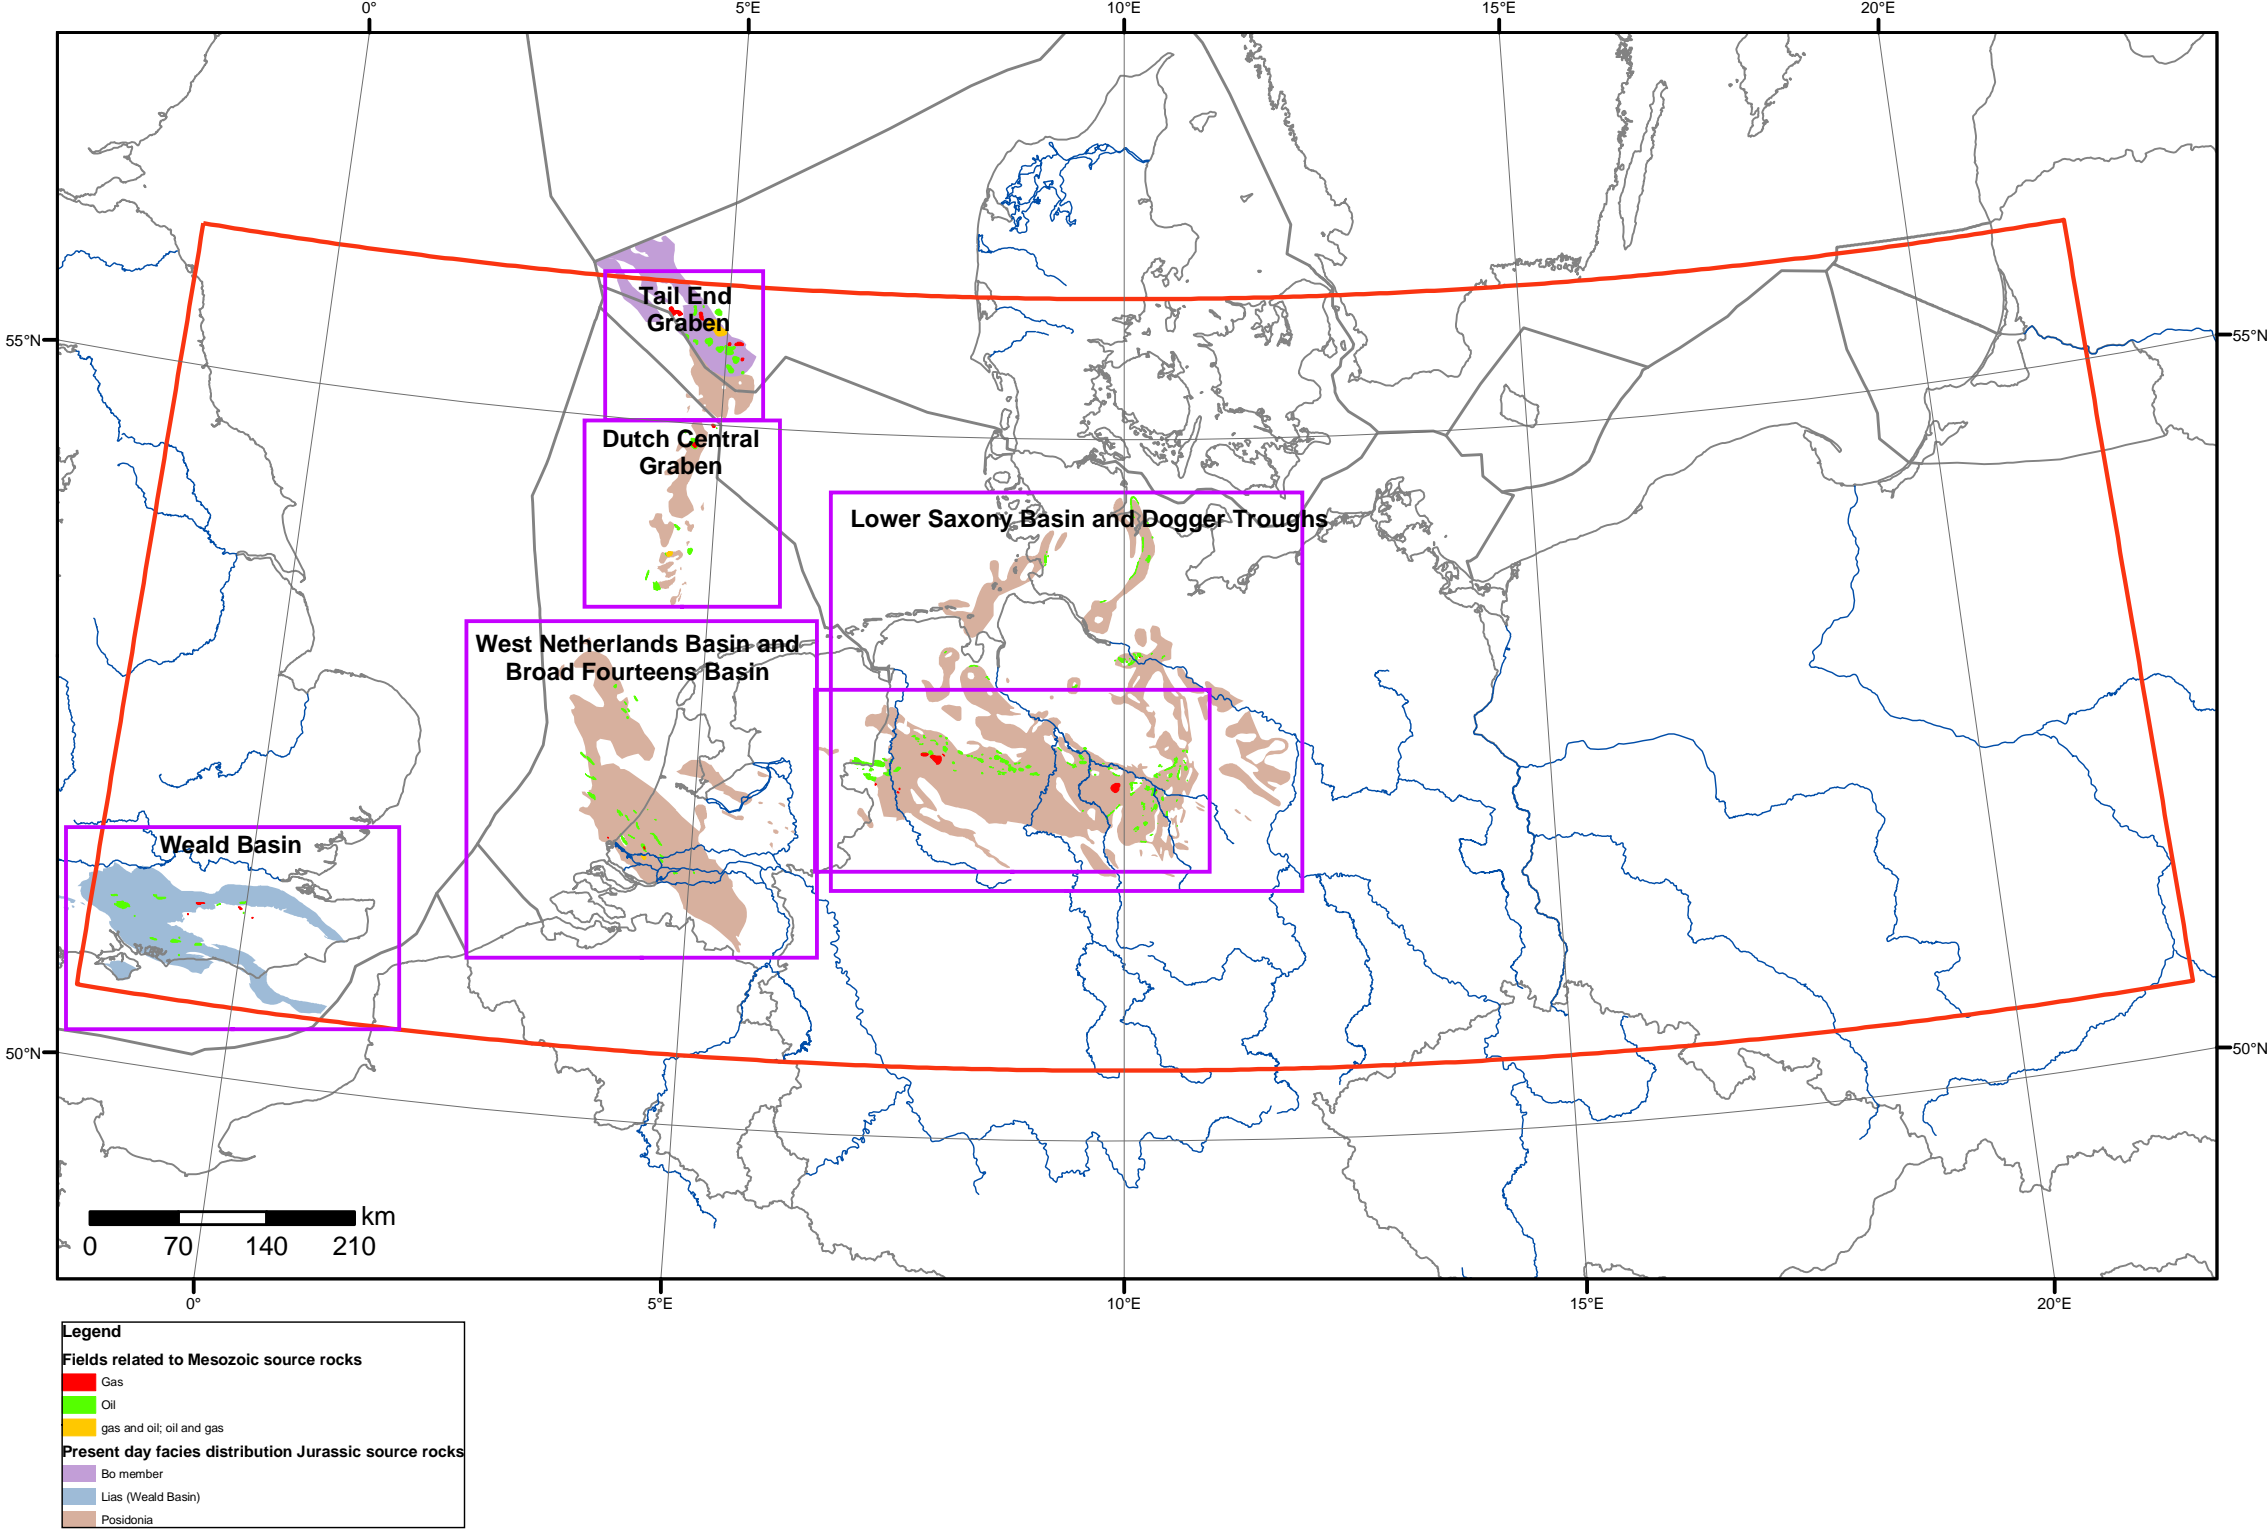 0° 5°E 10°E 15°E 20°E
Tail End
Graben
55°N 55°N
Dutch Central
Graben
Lower Saxony Basin and Dogger Troughs
West Netherlands Basin and
Broad Fourteens Basin
Weald Basin
50°N 50°N
km
0 70 140 210
0° 5°E 10°E 15°E 20°E
Legend
Fields related to Mesozoic source rocks
Gas
Oil
gas and oil; oil and gas
Present day facies distribution Jurassic source rocks
Bo member
Lias (Weald Basin)
Posidonia